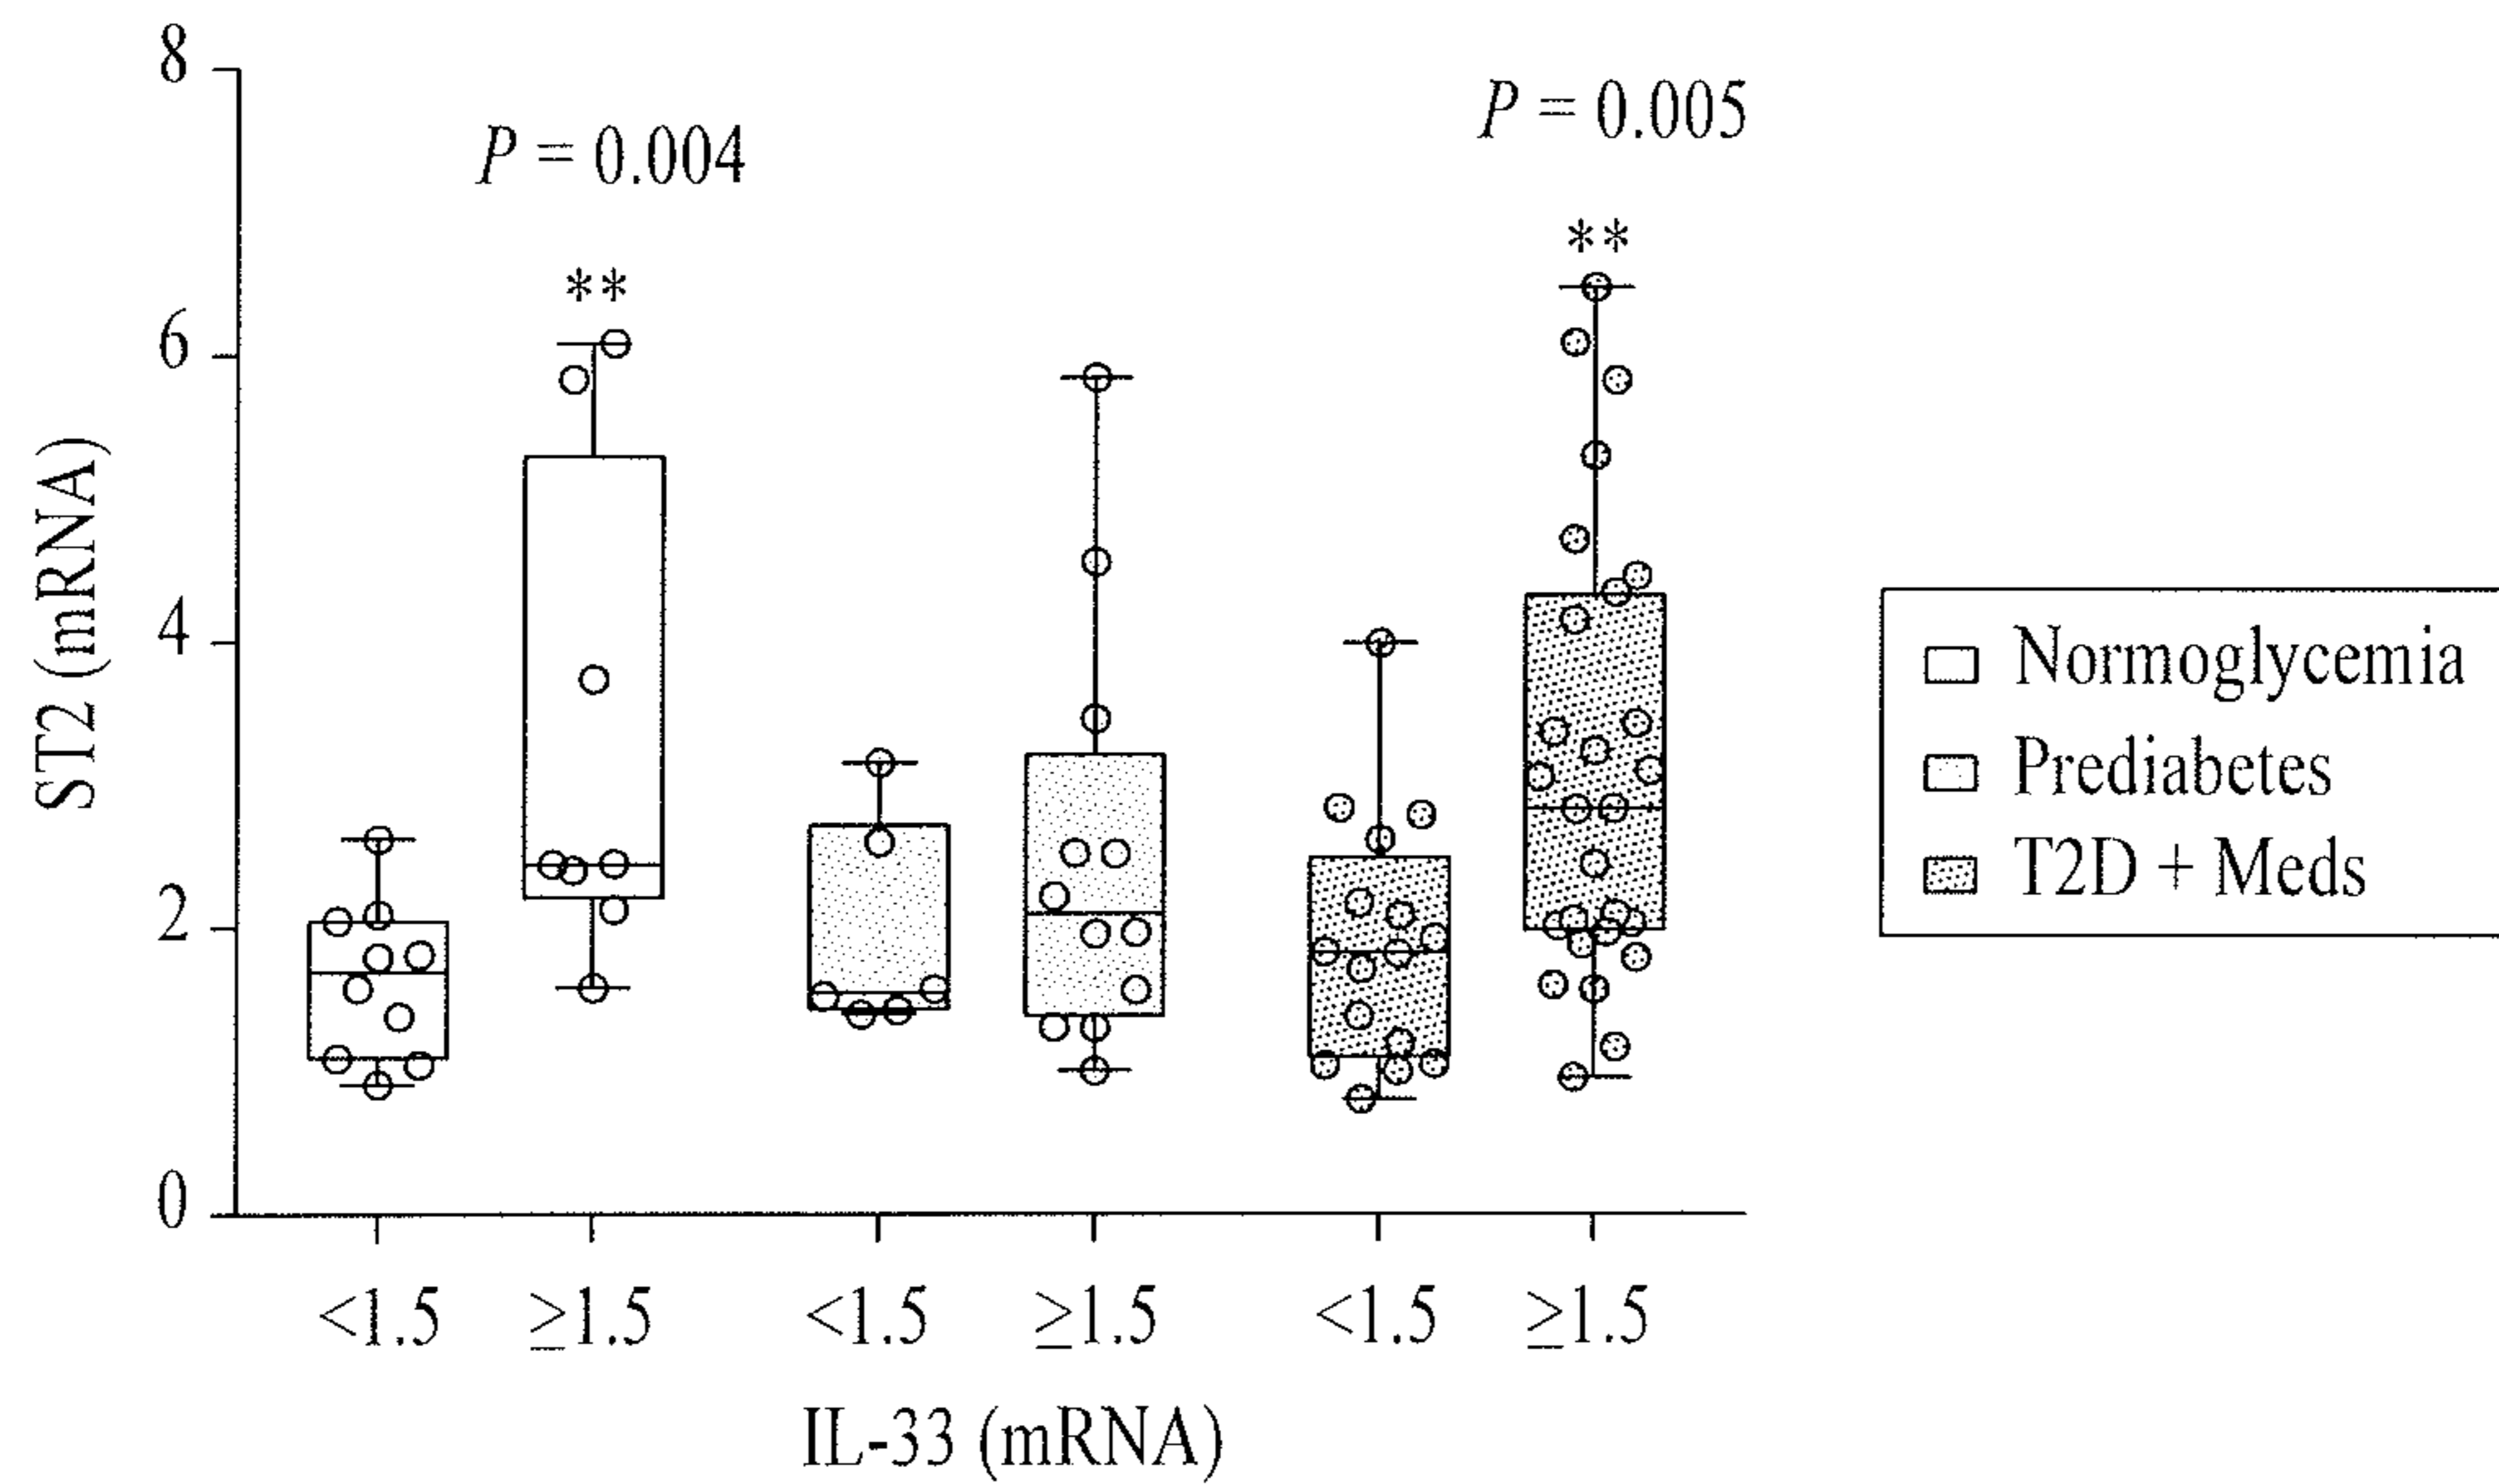 8
P = 0.005
P = 0.004
**
**
6
4
2
0
ST2 (mRNA)
Normoglycemia
Prediabetes
T2D + Meds
<1.5 ≥1.5 <1.5 ≥1.5 <1.5 ≥1.5
IL-33 (mRNA)